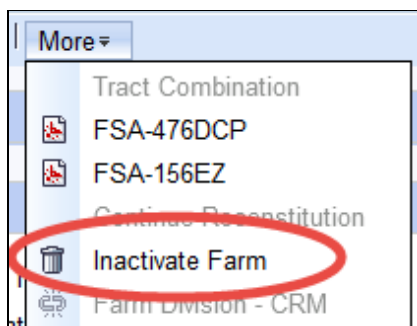 More
Tract Combination
FSA-476DCP
FSA-156EZ
Continue Reconstitution
Inactivate Farm
Farm Division - CRM